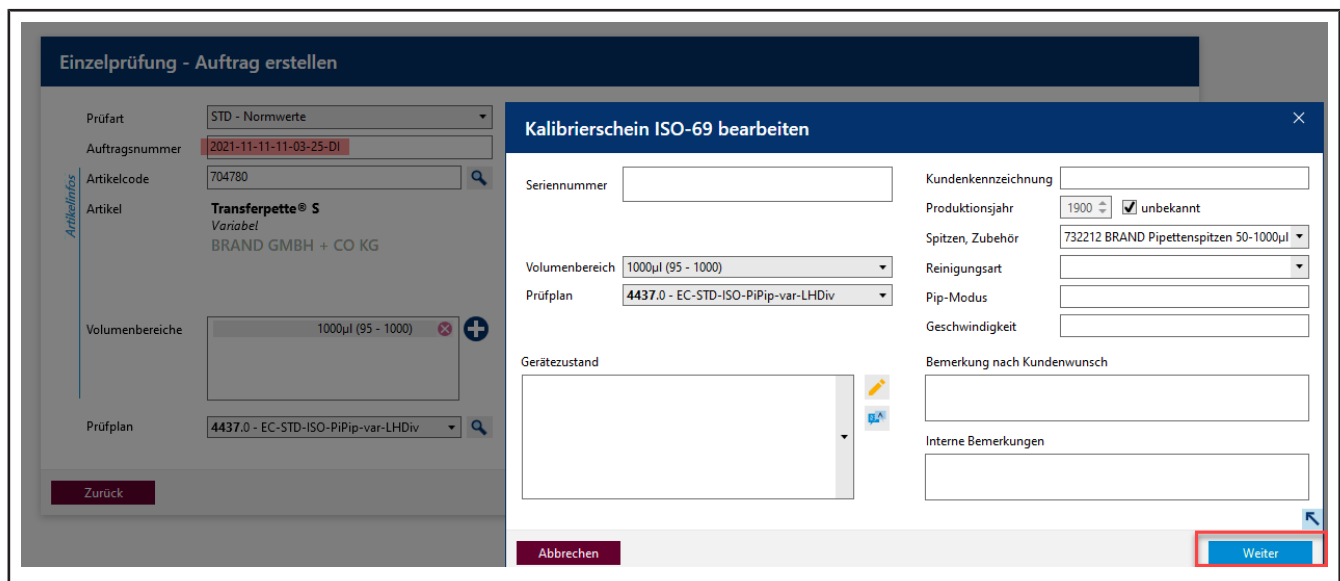 Einzelprüfung - Auftrag erstellen
Prüfart
STD - Normwerte
Auftragsnummer
2021-11-11-11-03-25-DI
Artikelinfos
Artikelcode
704780
Artikel
Transferpette® S
Variabel
BRAND GMBH + CO KG
Volumenbereiche
1000µl (95 - 1000)
Prüfplan
4437.0 - EC-STD-ISO-PiPip-var-LHDiv
Zurück
Kalibrierschein ISO-69 bearbeiten
Seriennummer
Volumenbereich
1000µl (95 - 1000)
Prüfplan
4437.0 - EC-STD-ISO-PiPip-var-LHDiv
Gerätezustand
Kundenkennzeichnung
Produktionsjahr
1900
unbekannt
Spitzen, Zubehör
732212 BRAND Pipettenspitzen 50-1000µl
Reinigungsart
Pip-Modus
Geschwindigkeit
Bemerkung nach Kundenwunsch
Interne Bemerkungen
Abbrechen
Weiter